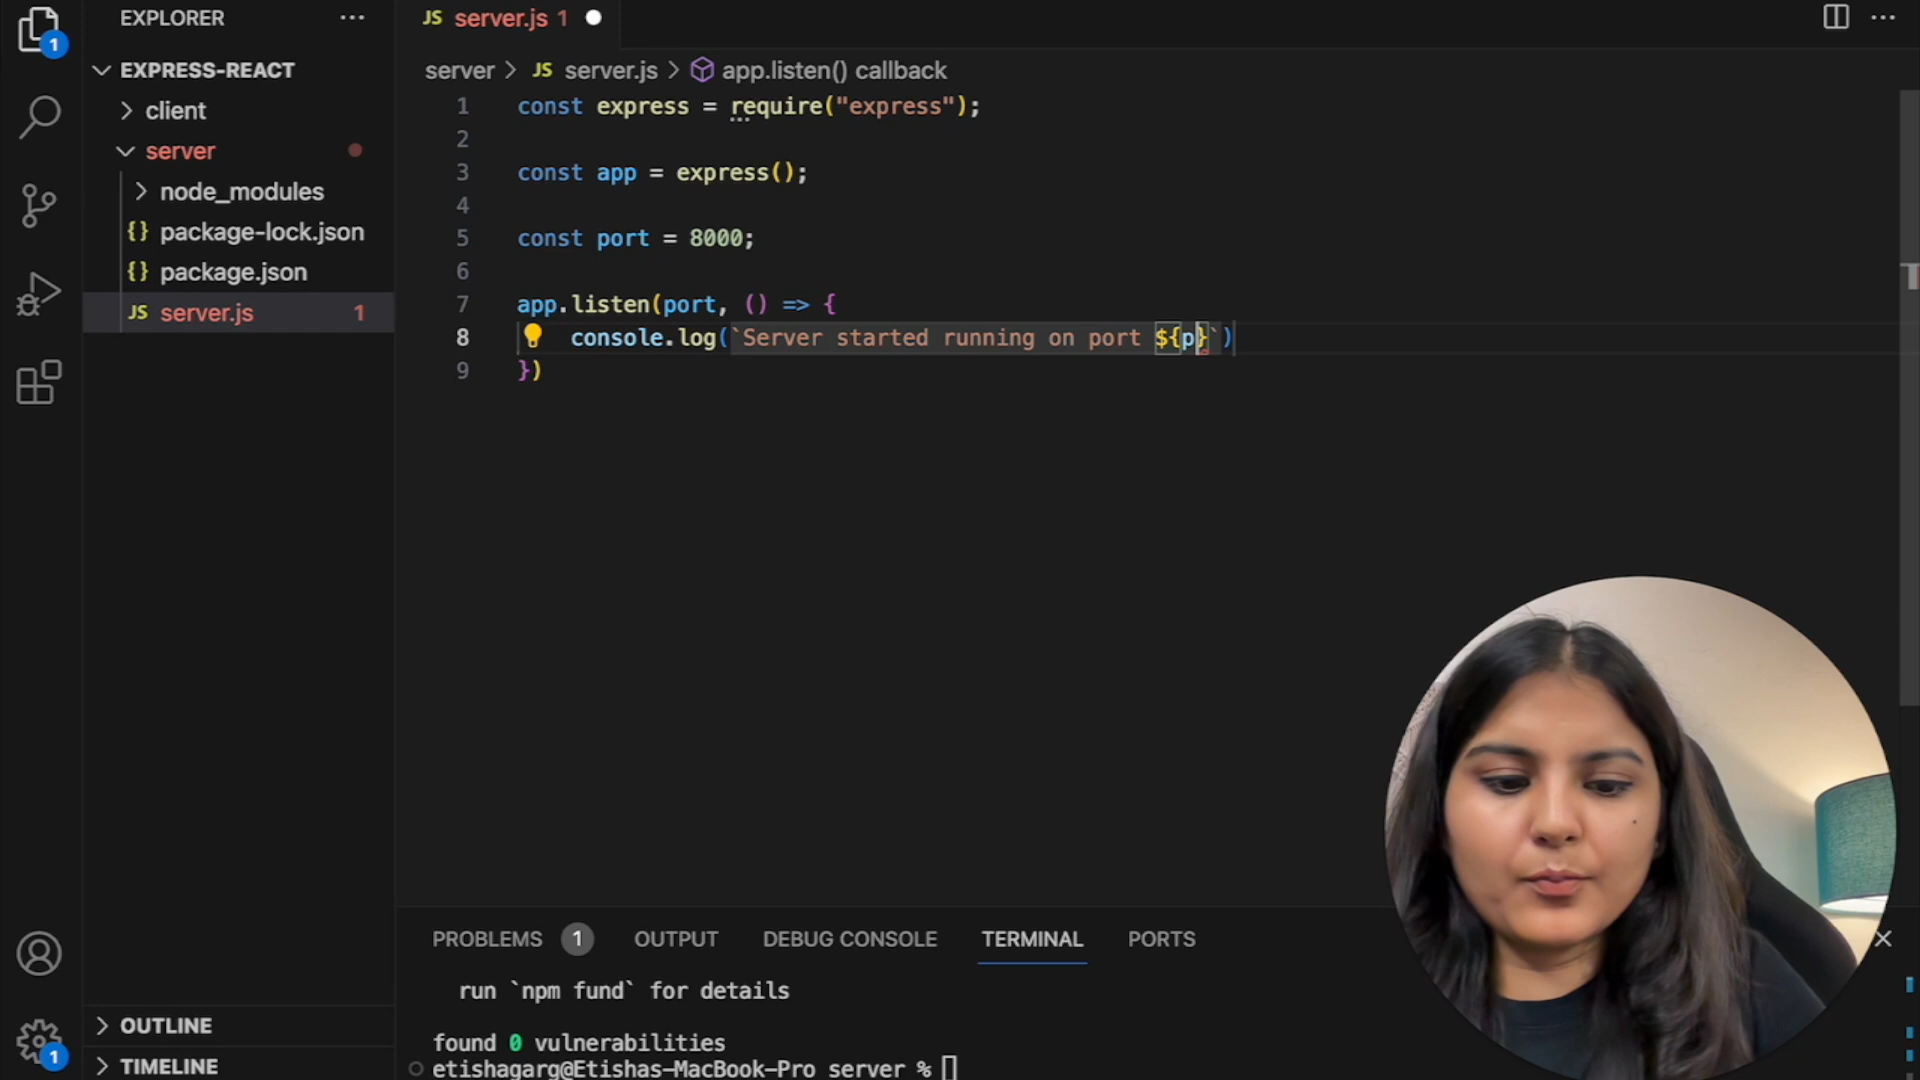 EXPLORER
JS server.js 1
1
EXPRESS-REACT
server > JS server.js > app.listen() callback
client
server
node_modules
{} package-lock.json
{} package.json
JS server.js 1
1 const express = require("express");
2
3 const app = express();
4
5 const port = 8000;
6
7 app.listen(port, () => {
8 console.log(`Server started running on port ${p}`)
9 })
PROBLEMS 1 OUTPUT DEBUG CONSOLE TERMINAL PORTS
run `npm fund` for details
found 0 vulnerabilities
etishagarg@Etishas-MacBook-Pro server %
OUTLINE
1
TIMELINE